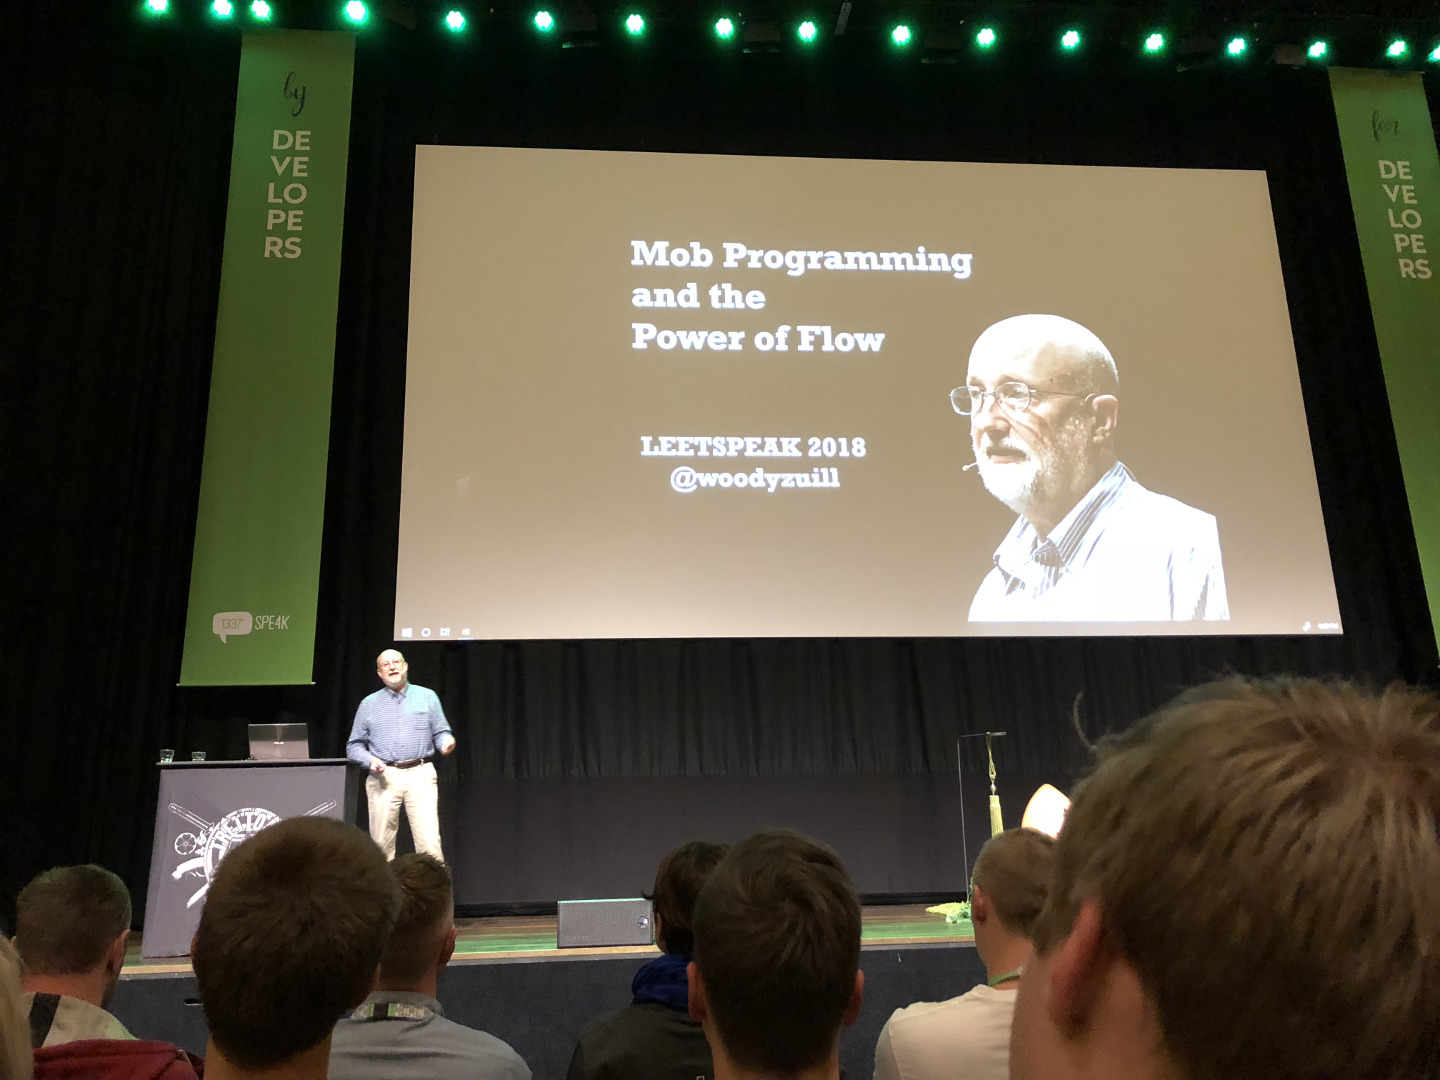 by
DE
VE
LO
PE
RS
1337
SPE4K
Mob Programming
and the
Power of Flow
LEETSPEAK 2018
@woodyzuill
for
DE
VE
LO
PE
RS